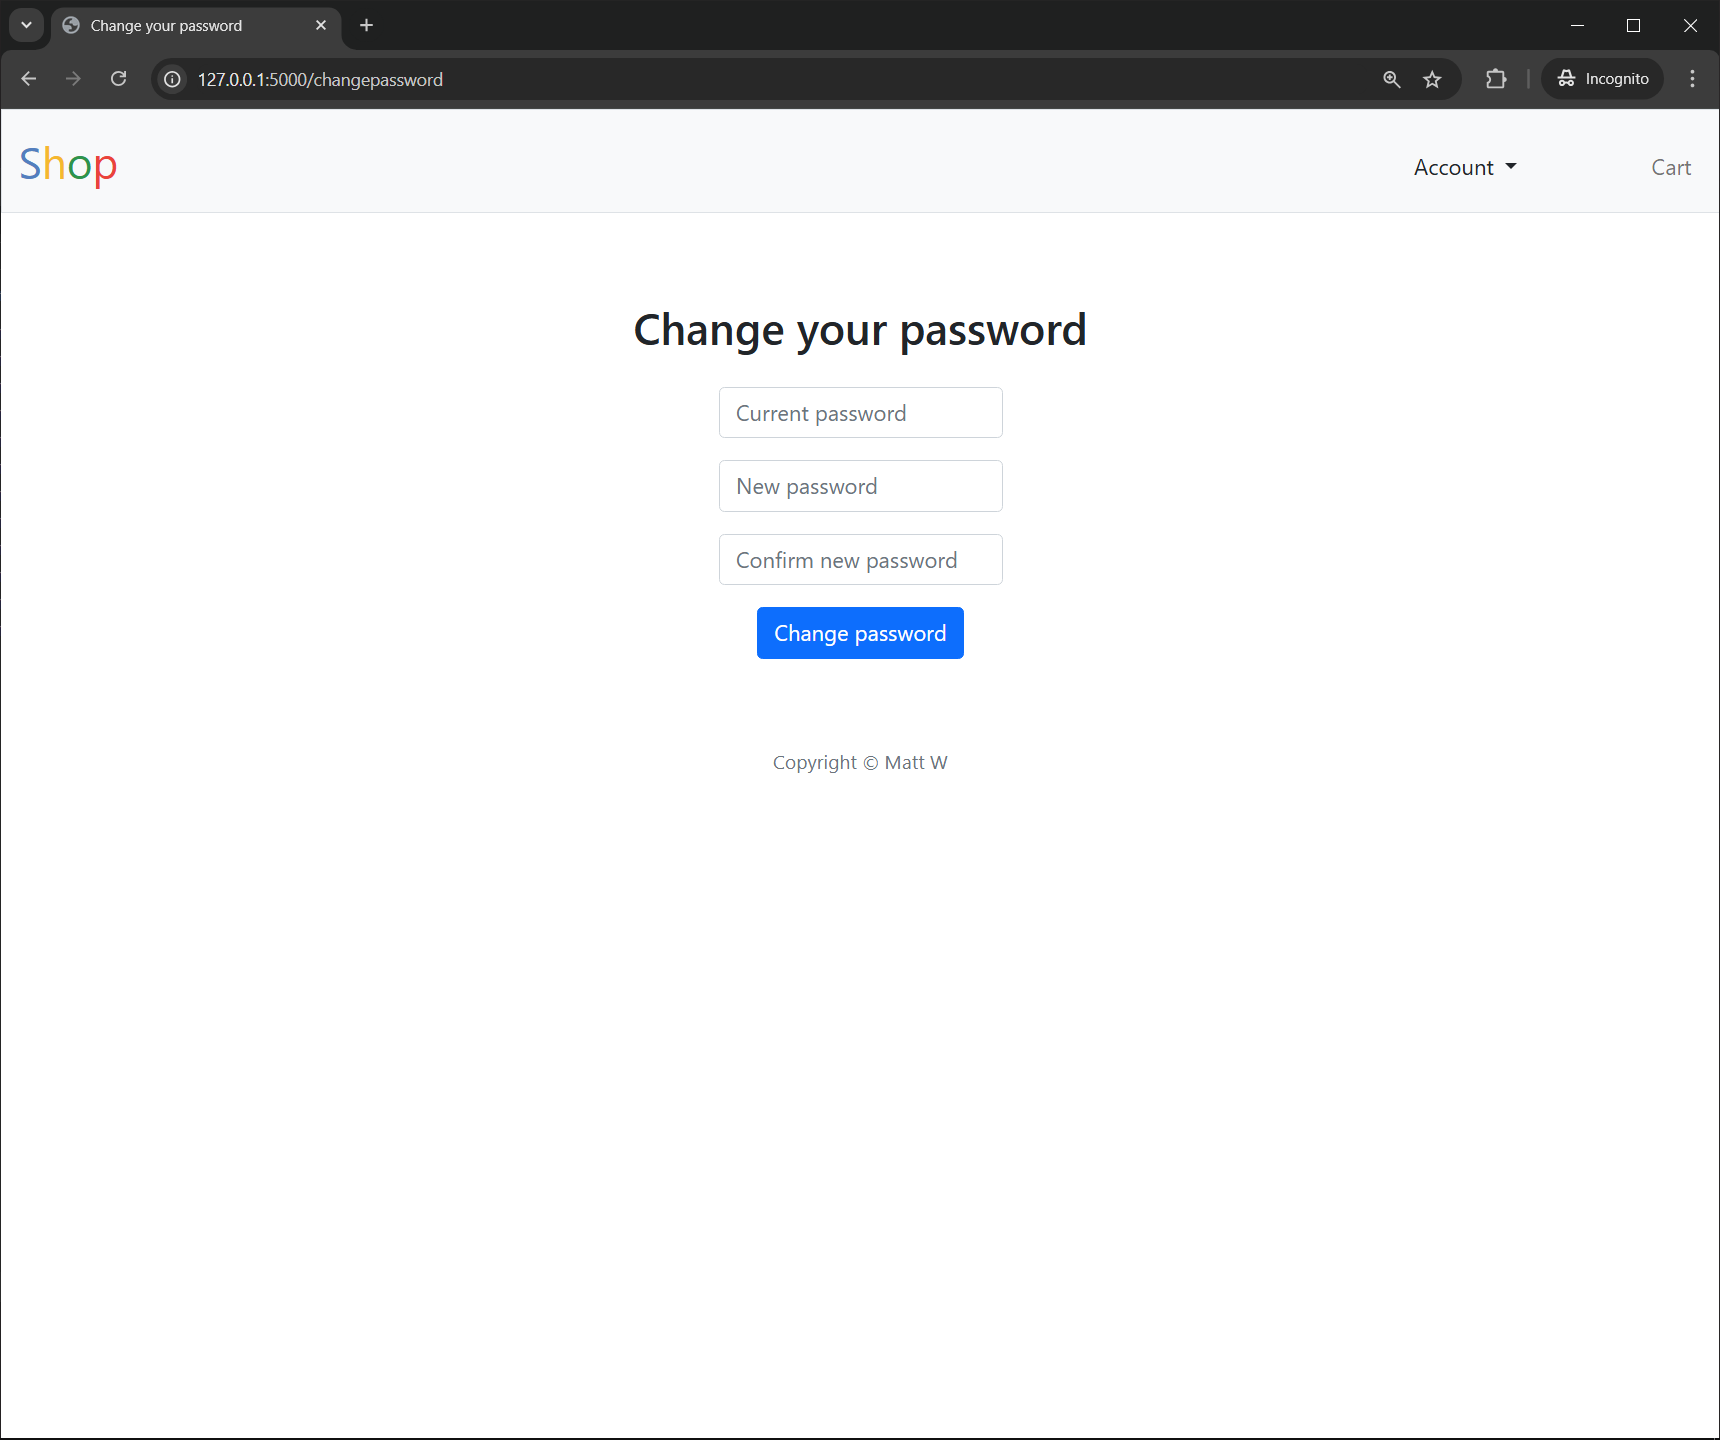 Change your password
127.0.0.1:5000/changepassword
Incognito
Shop
Account
Cart
Change your password
Current password
New password
Confirm new password
Change password
Copyright © Matt W